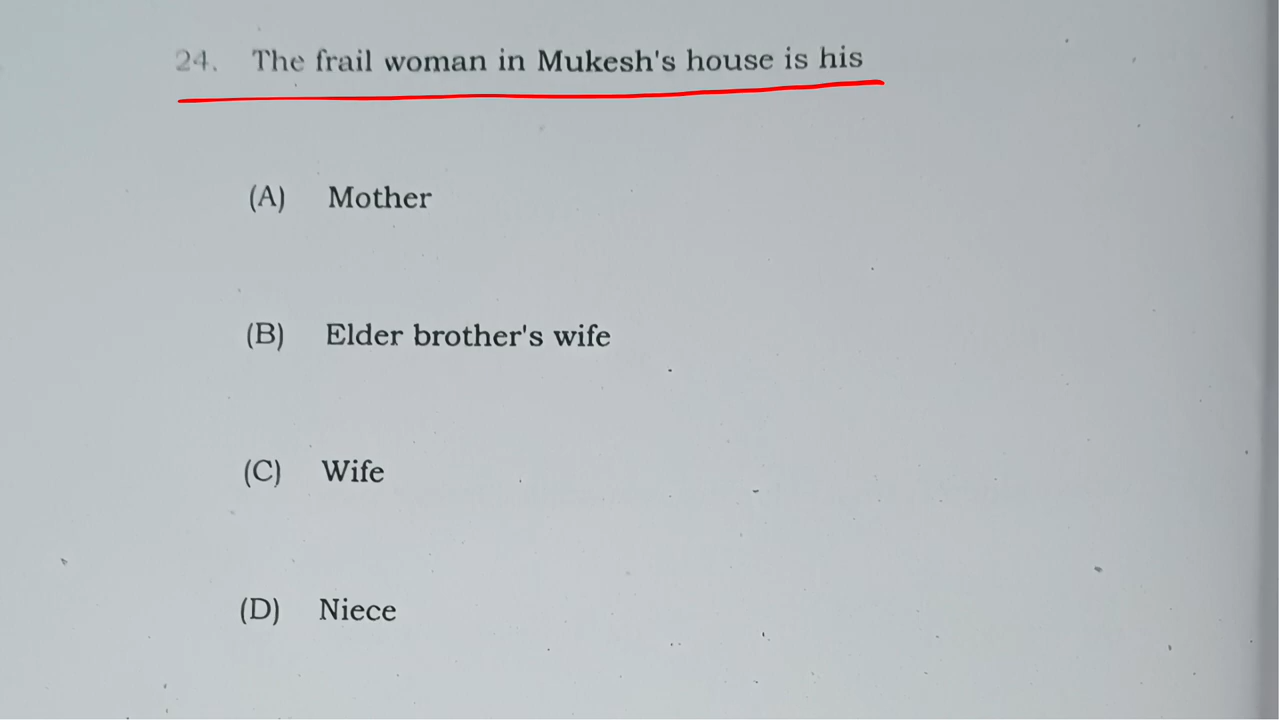 24. The frail woman in Mukesh's house is his
(A) Mother
(B) Elder brother's wife
(C) Wife
(D) Niece